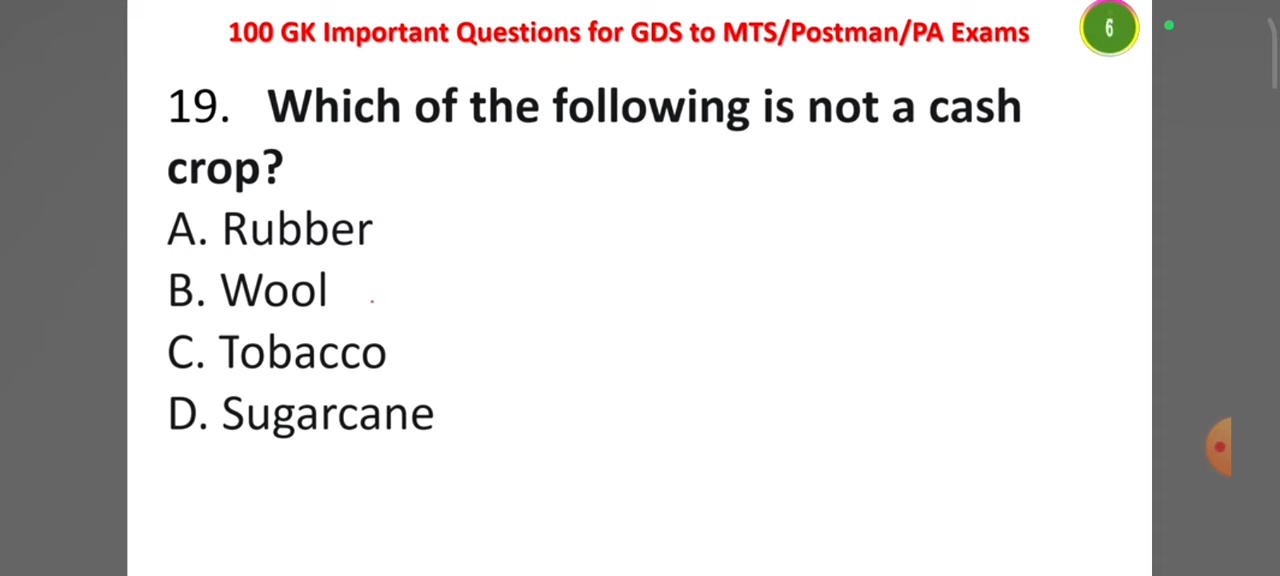 100 GK Important Questions for GDS to MTS/Postman/PA Exams
6
19. Which of the following is not a cash
crop?
A. Rubber
B. Wool
C. Tobacco
D. Sugarcane